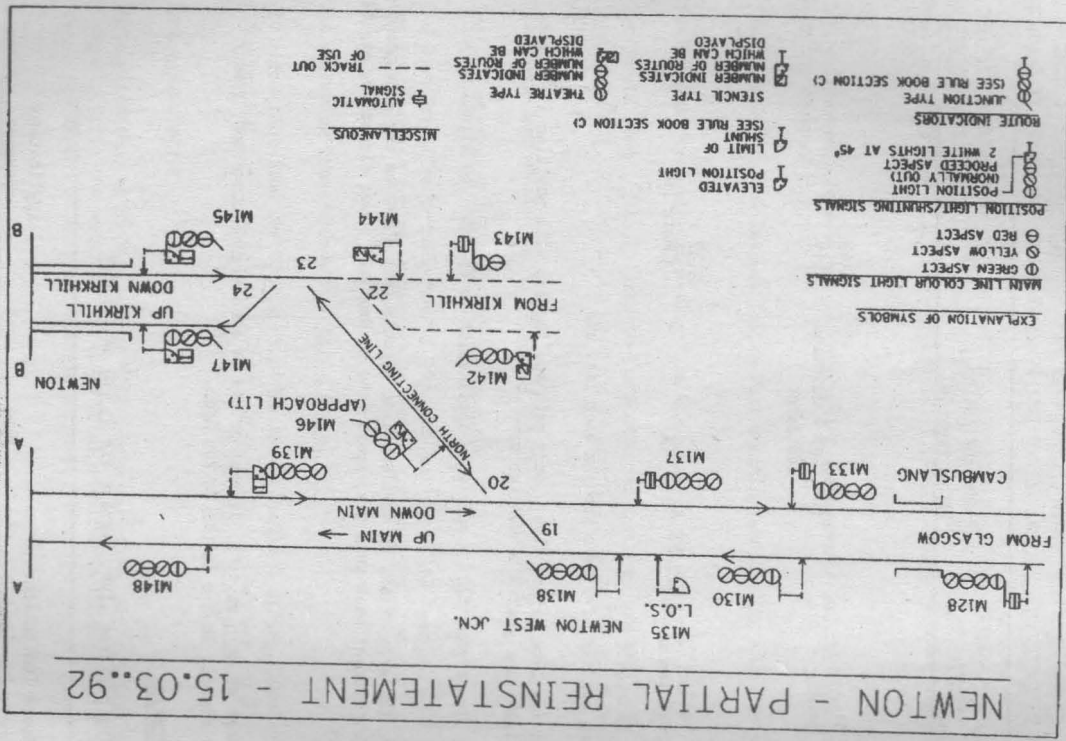 NEWTON - PARTIAL REINSTATEMENT - 15.03..92
M128
M130
M135
L.O.S.
M138
NEWTON WEST JCN.
M148
FROM GLASGOW
UP MAIN
DOWN MAIN
19
20
A
A
CAMBUSLANG
M133
M137
M139
M146
(APPROACH LIT)
NORTH CONNECTING LINE
NEWTON
M142
M147
B
FROM KIRKHILL
22
23
24
UP KIRKHILL
DOWN KIRKHILL
B
M143
M144
M145
EXPLANATION OF SYMBOLS
MAIN LINE COLOUR LIGHT SIGNALS
GREEN ASPECT
YELLOW ASPECT
RED ASPECT
POSITION LIGHT/SHUNTING SIGNALS
POSITION LIGHT
(NORMALLY OUT)
PROCEED ASPECT
2 WHITE LIGHTS AT 45°
ELEVATED
POSITION LIGHT
LIMIT OF
SHUNT
(SEE RULE BOOK SECTION C)
ROUTE INDICATORS
JUNCTION TYPE
(SEE RULE BOOK SECTION C)
STENCIL TYPE
NUMBER INDICATES
NUMBER OF ROUTES
WHICH CAN BE
DISPLAYED
THEATRE TYPE
NUMBER INDICATES
NUMBER OF ROUTES
WHICH CAN BE
DISPLAYED
MISCELLANEOUS
AUTOMATIC
SIGNAL
TRACK OUT
OF USE